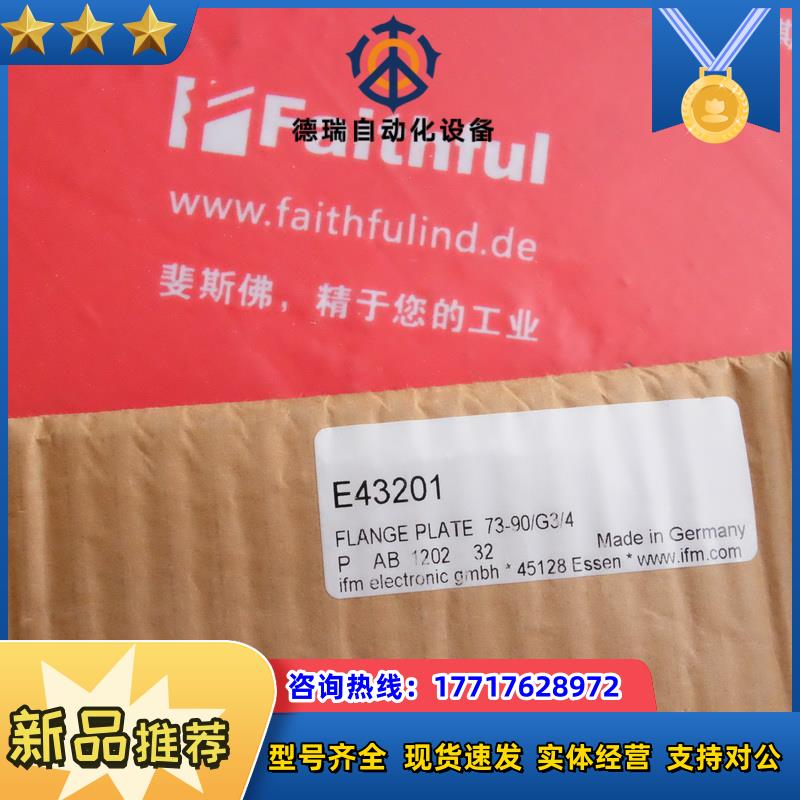 德瑞自动化设备
Faithful
www.faithfulind.de
斐斯佛，精于您的工业
E43201
FLANGE PLATE 73-90/G3/4
P AB 1202 32 Made in Germany
ifm electronic gmbh * 45128 Essen * www.ifm.com
咨询热线：17717628972
新品推荐
型号齐全 现货速发 实体经营 支持对公